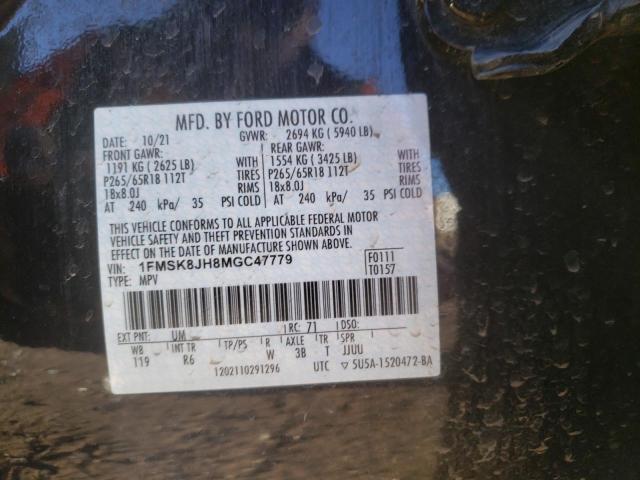 MFD. BY FORD MOTOR CO.
DATE: 10/21 GVWR: 2694 KG ( 5940 LB)
FRONT GAWR: REAR GAWR:
1191 KG ( 2625 LB) WITH 1554 KG ( 3425 LB) WITH
P265/65R18 112T TIRES P265/65R18 112T TIRES
18x8.0J RIMS 18x8.0J RIMS
AT 240 kPa/ 35 PSI COLD AT 240 kPa/ 35 PSI COLD
THIS VEHICLE CONFORMS TO ALL APPLICABLE FEDERAL MOTOR
VEHICLE SAFETY AND THEFT PREVENTION STANDARDS IN
EFFECT ON THE DATE OF MANUFACTURE SHOWN ABOVE.
VIN: 1FMSK8JH8MGC47779 F0111
TYPE: MPV T0157
EXT PNT: UM RC: 71 DSO:
WB INT TR TP/PS R AXLE TR SPR
119 R6 W 3B T JJUU
1202110291296 UTC ▽5U5A-1520472-BA